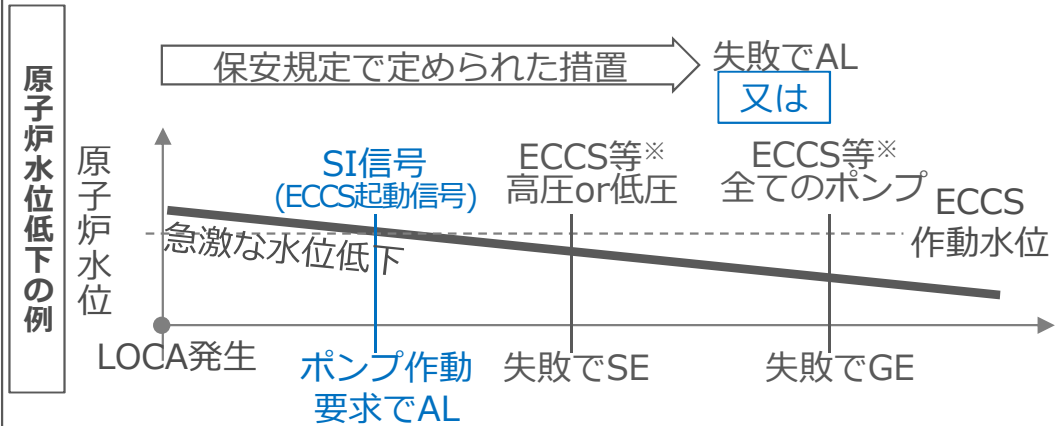 原子炉水位低下の例
保安規定で定められた措置
失敗でAL
又は
原子炉水位
SI信号
(ECCS起動信号)
ECCS等※
高圧or低圧
ECCS等※
全てのポンプ
ECCS
作動水位
急激な水位低下
LOCA発生
ポンプ作動
要求でAL
失敗でSE
失敗でGE